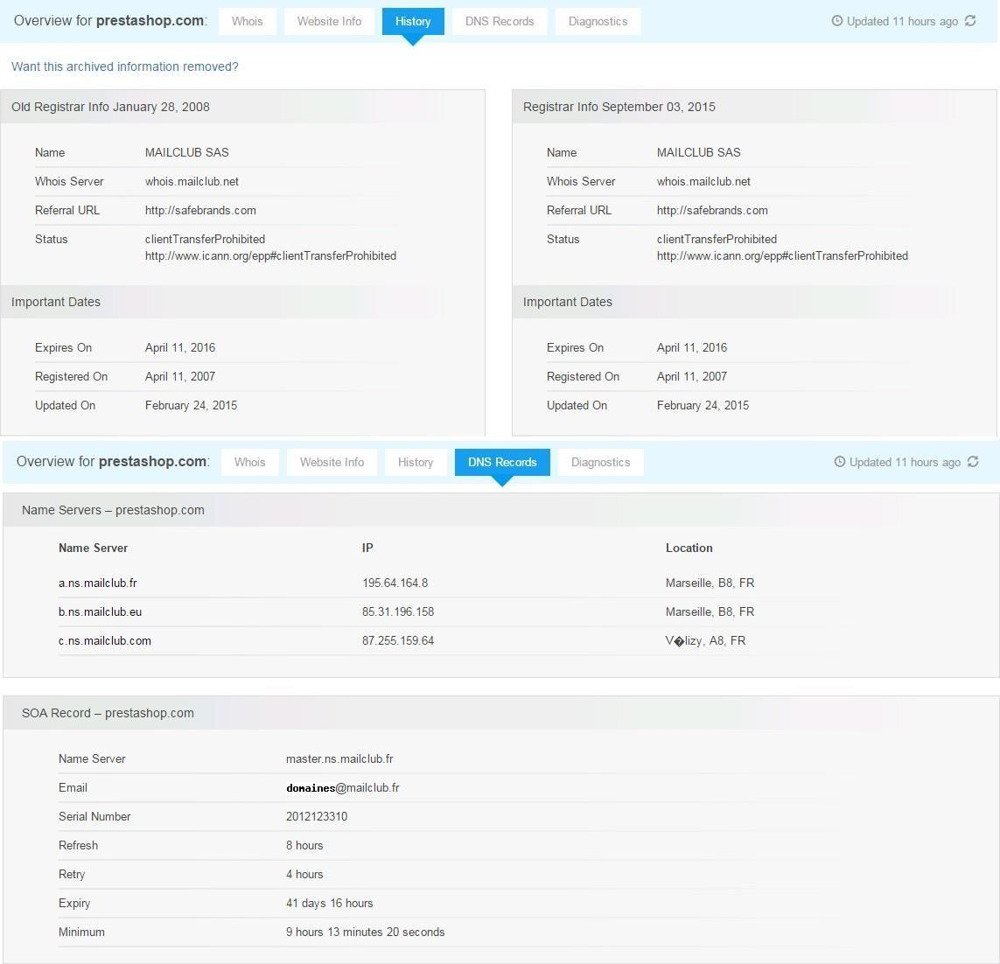 Overview for prestashop.com: Whois Website Info History DNS Records Diagnostics Updated 11 hours ago
Want this archived information removed?
Old Registrar Info January 28, 2008
Name MAILCLUB SAS
Whois Server whois.mailclub.net
Referral URL http://safebrands.com
Status clientTransferProhibited
http://www.icann.org/epp#clientTransferProhibited
Important Dates
Expires On April 11, 2016
Registered On April 11, 2007
Updated On February 24, 2015
Registrar Info September 03, 2015
Name MAILCLUB SAS
Whois Server whois.mailclub.net
Referral URL http://safebrands.com
Status clientTransferProhibited
http://www.icann.org/epp#clientTransferProhibited
Important Dates
Expires On April 11, 2016
Registered On April 11, 2007
Updated On February 24, 2015
Overview for prestashop.com: Whois Website Info History DNS Records Diagnostics Updated 11 hours ago
Name Servers – prestashop.com
Name Server IP Location
a.ns.mailclub.fr 195.64.164.8 Marseille, B8, FR
b.ns.mailclub.eu 85.31.196.158 Marseille, B8, FR
c.ns.mailclub.com 87.255.159.64 V�lizy, A8, FR
SOA Record – prestashop.com
Name Server master.ns.mailclub.fr
Email domaines@mailclub.fr
Serial Number 2012123310
Refresh 8 hours
Retry 4 hours
Expiry 41 days 16 hours
Minimum 9 hours 13 minutes 20 seconds